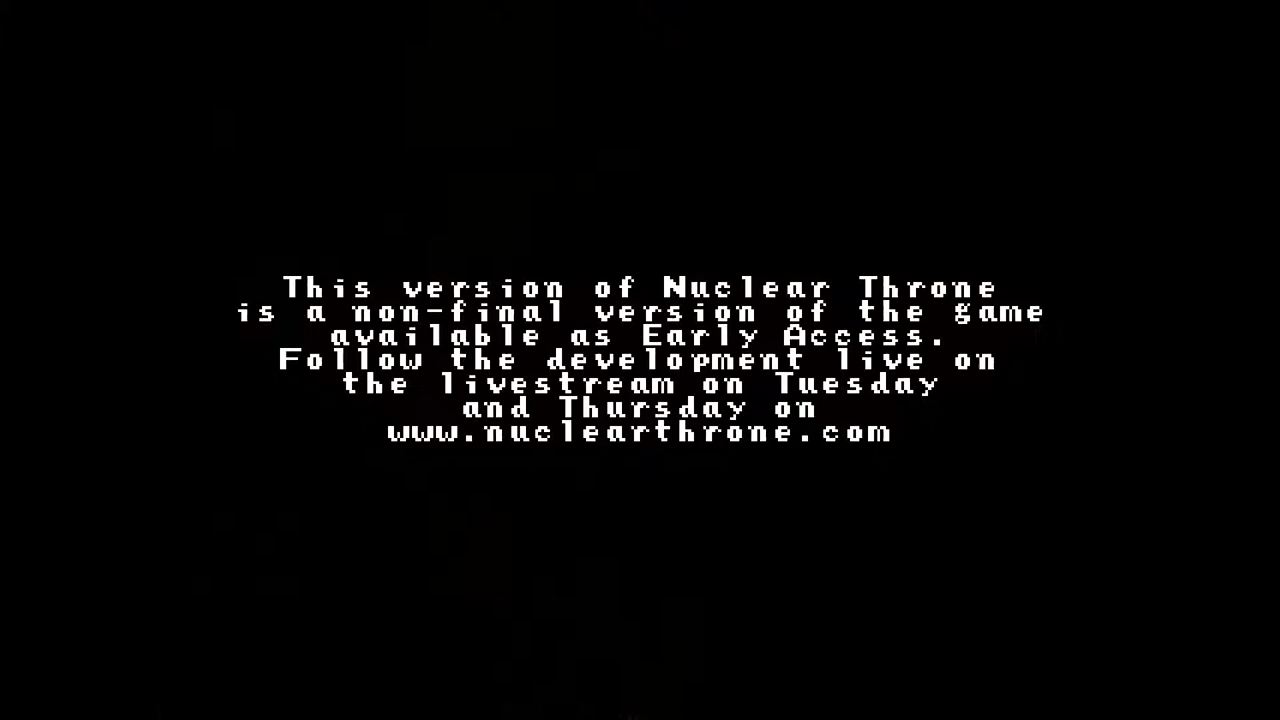 This version of Nuclear Throne
is a non-final version of the game
available as Early Access.
Follow the development live on
the livestream on Tuesday
and Thursday on
www.nuclearthrone.com